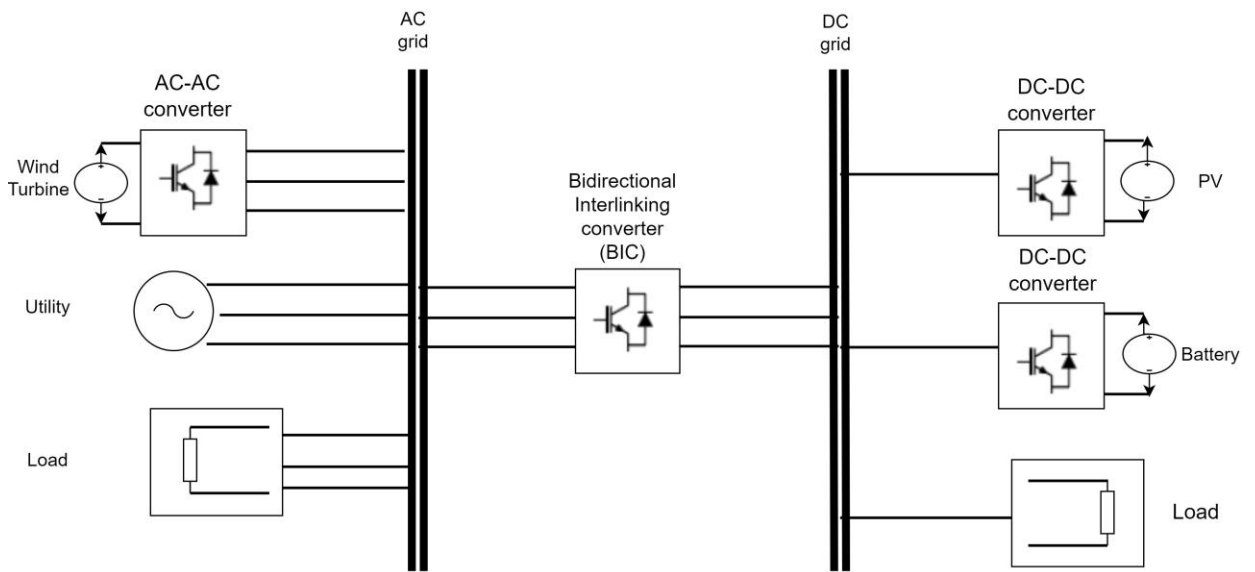 AC
grid
DC
grid
AC-AC
converter
DC-DC
converter
Wind
Turbine
PV
Bidirectional
Interlinking
converter
(BIC)
DC-DC
converter
Utility
Battery
Load
Load